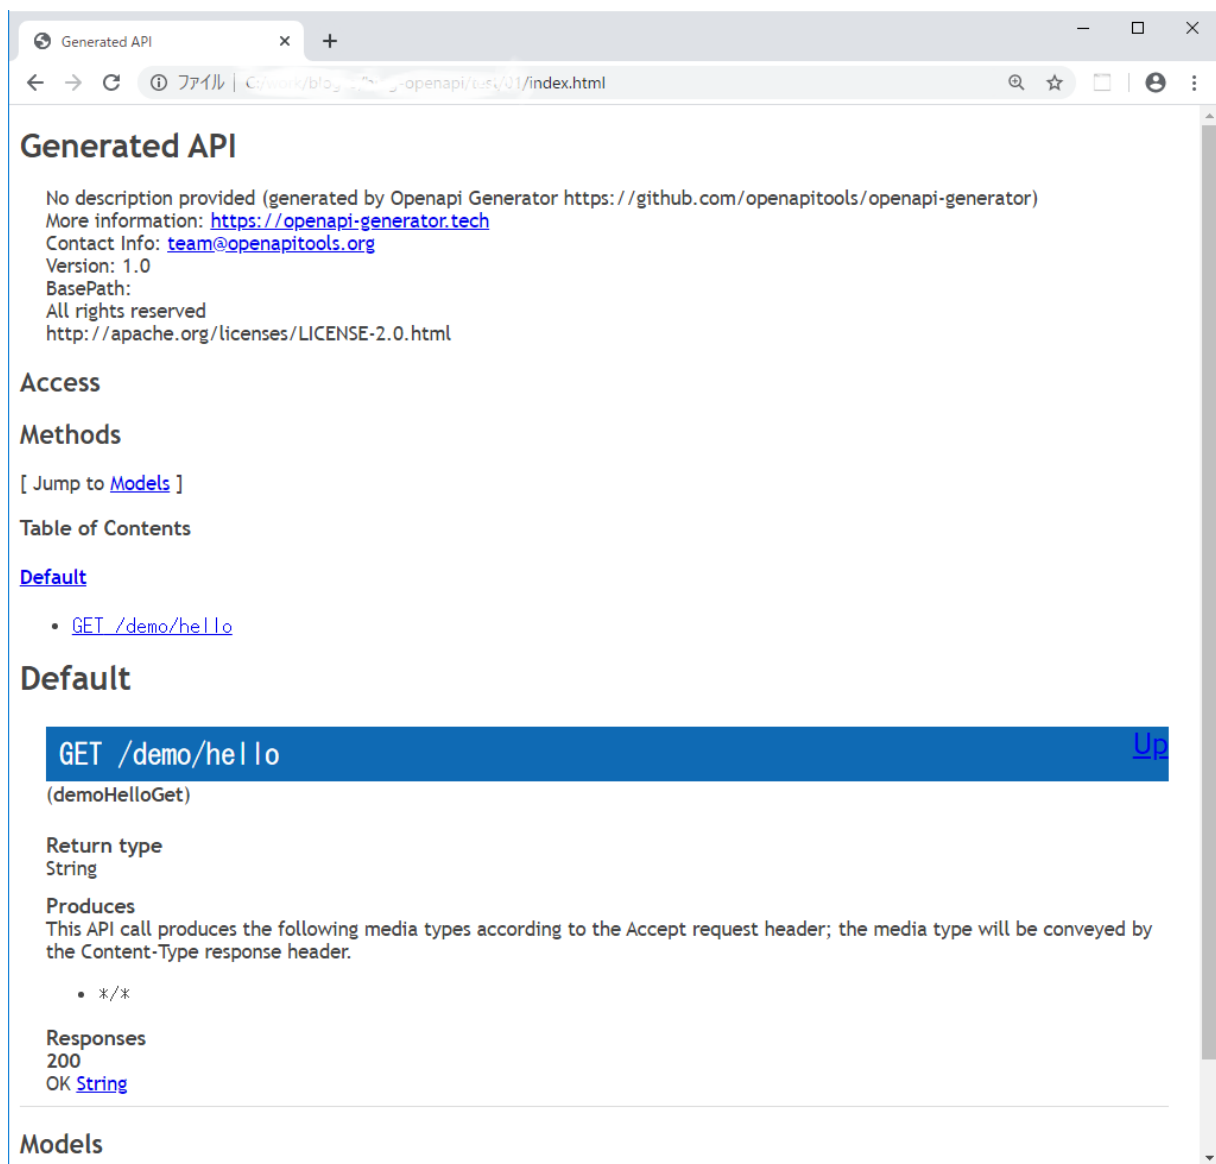 Generated API
ファイル | C:/work/blog openapi/test/01/index.html
Generated API
No description provided (generated by Openapi Generator https://github.com/openapitools/openapi-generator)
More information: https://openapi-generator.tech
Contact Info: team@openapitools.org
Version: 1.0
BasePath:
All rights reserved
http://apache.org/licenses/LICENSE-2.0.html
Access
Methods
[ Jump to Models ]
Table of Contents
Default
• GET /demo/hello
Default
GET /demo/hello
Up
(demoHelloGet)
Return type
String
Produces
This API call produces the following media types according to the Accept request header; the media type will be conveyed by
the Content-Type response header.
• */*
Responses
200
OK String
Models